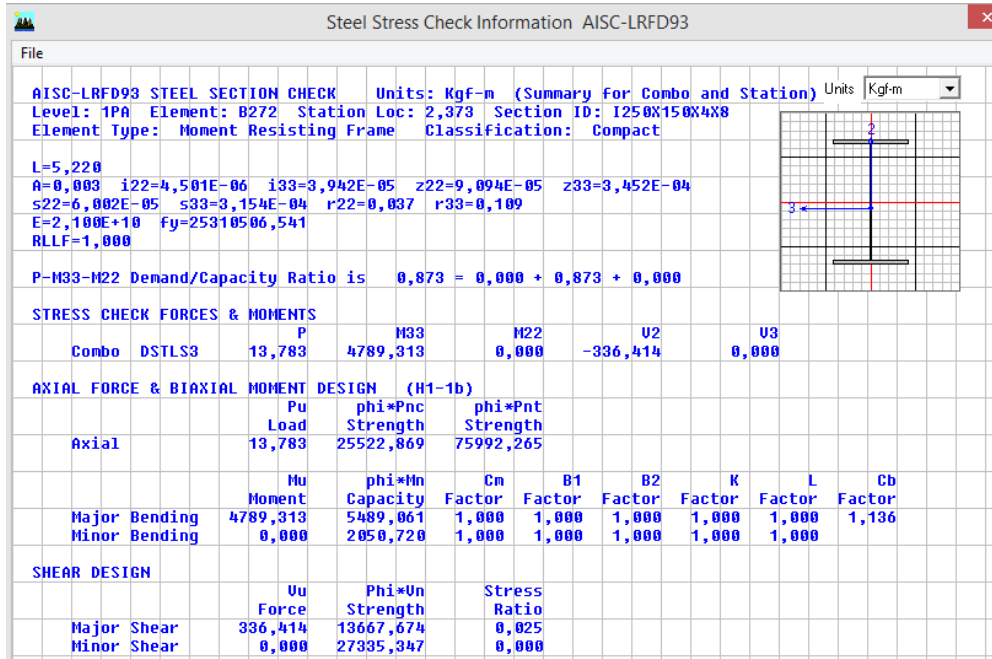 Steel Stress Check Information AISC-LRFD93
File
AISC-LRFD93 STEEL SECTION CHECK Units: Kgf-m (Summary for Combo and Station) Units Kgf-m
Level: 1PA Element: B272 Station Loc: 2,373 Section ID: I250X150X4X8
Element Type: Moment Resisting Frame Classification: Compact
L=5,220
A=0,003 i22=4,501E-06 i33=3,942E-05 z22=9,094E-05 z33=3,452E-04
s22=6,002E-05 s33=3,154E-04 r22=0,037 r33=0,109
E=2,100E+10 fy=25310506,541
RLLF=1,000
2
3
P-M33-M22 Demand/Capacity Ratio is 0,873 = 0,000 + 0,873 + 0,000
STRESS CHECK FORCES & MOMENTS
P M33 M22 V2 V3
Combo DSTLS3 13,783 4789,313 0,000 -336,414 0,000
AXIAL FORCE & BIAXIAL MOMENT DESIGN (H1-1b)
Pu phi*Pnc phi*Pnt
Load Strength Strength
Axial 13,783 25522,869 75992,265
Mu phi*Mn Cm B1 B2 K L Cb
Moment Capacity Factor Factor Factor Factor Factor Factor
Major Bending 4789,313 5489,061 1,000 1,000 1,000 1,000 1,000 1,136
Minor Bending 0,000 2050,720 1,000 1,000 1,000 1,000 1,000
SHEAR DESIGN
Vu Phi*Vn Stress
Force Strength Ratio
Major Shear 336,414 13667,674 0,025
Minor Shear 0,000 27335,347 0,000